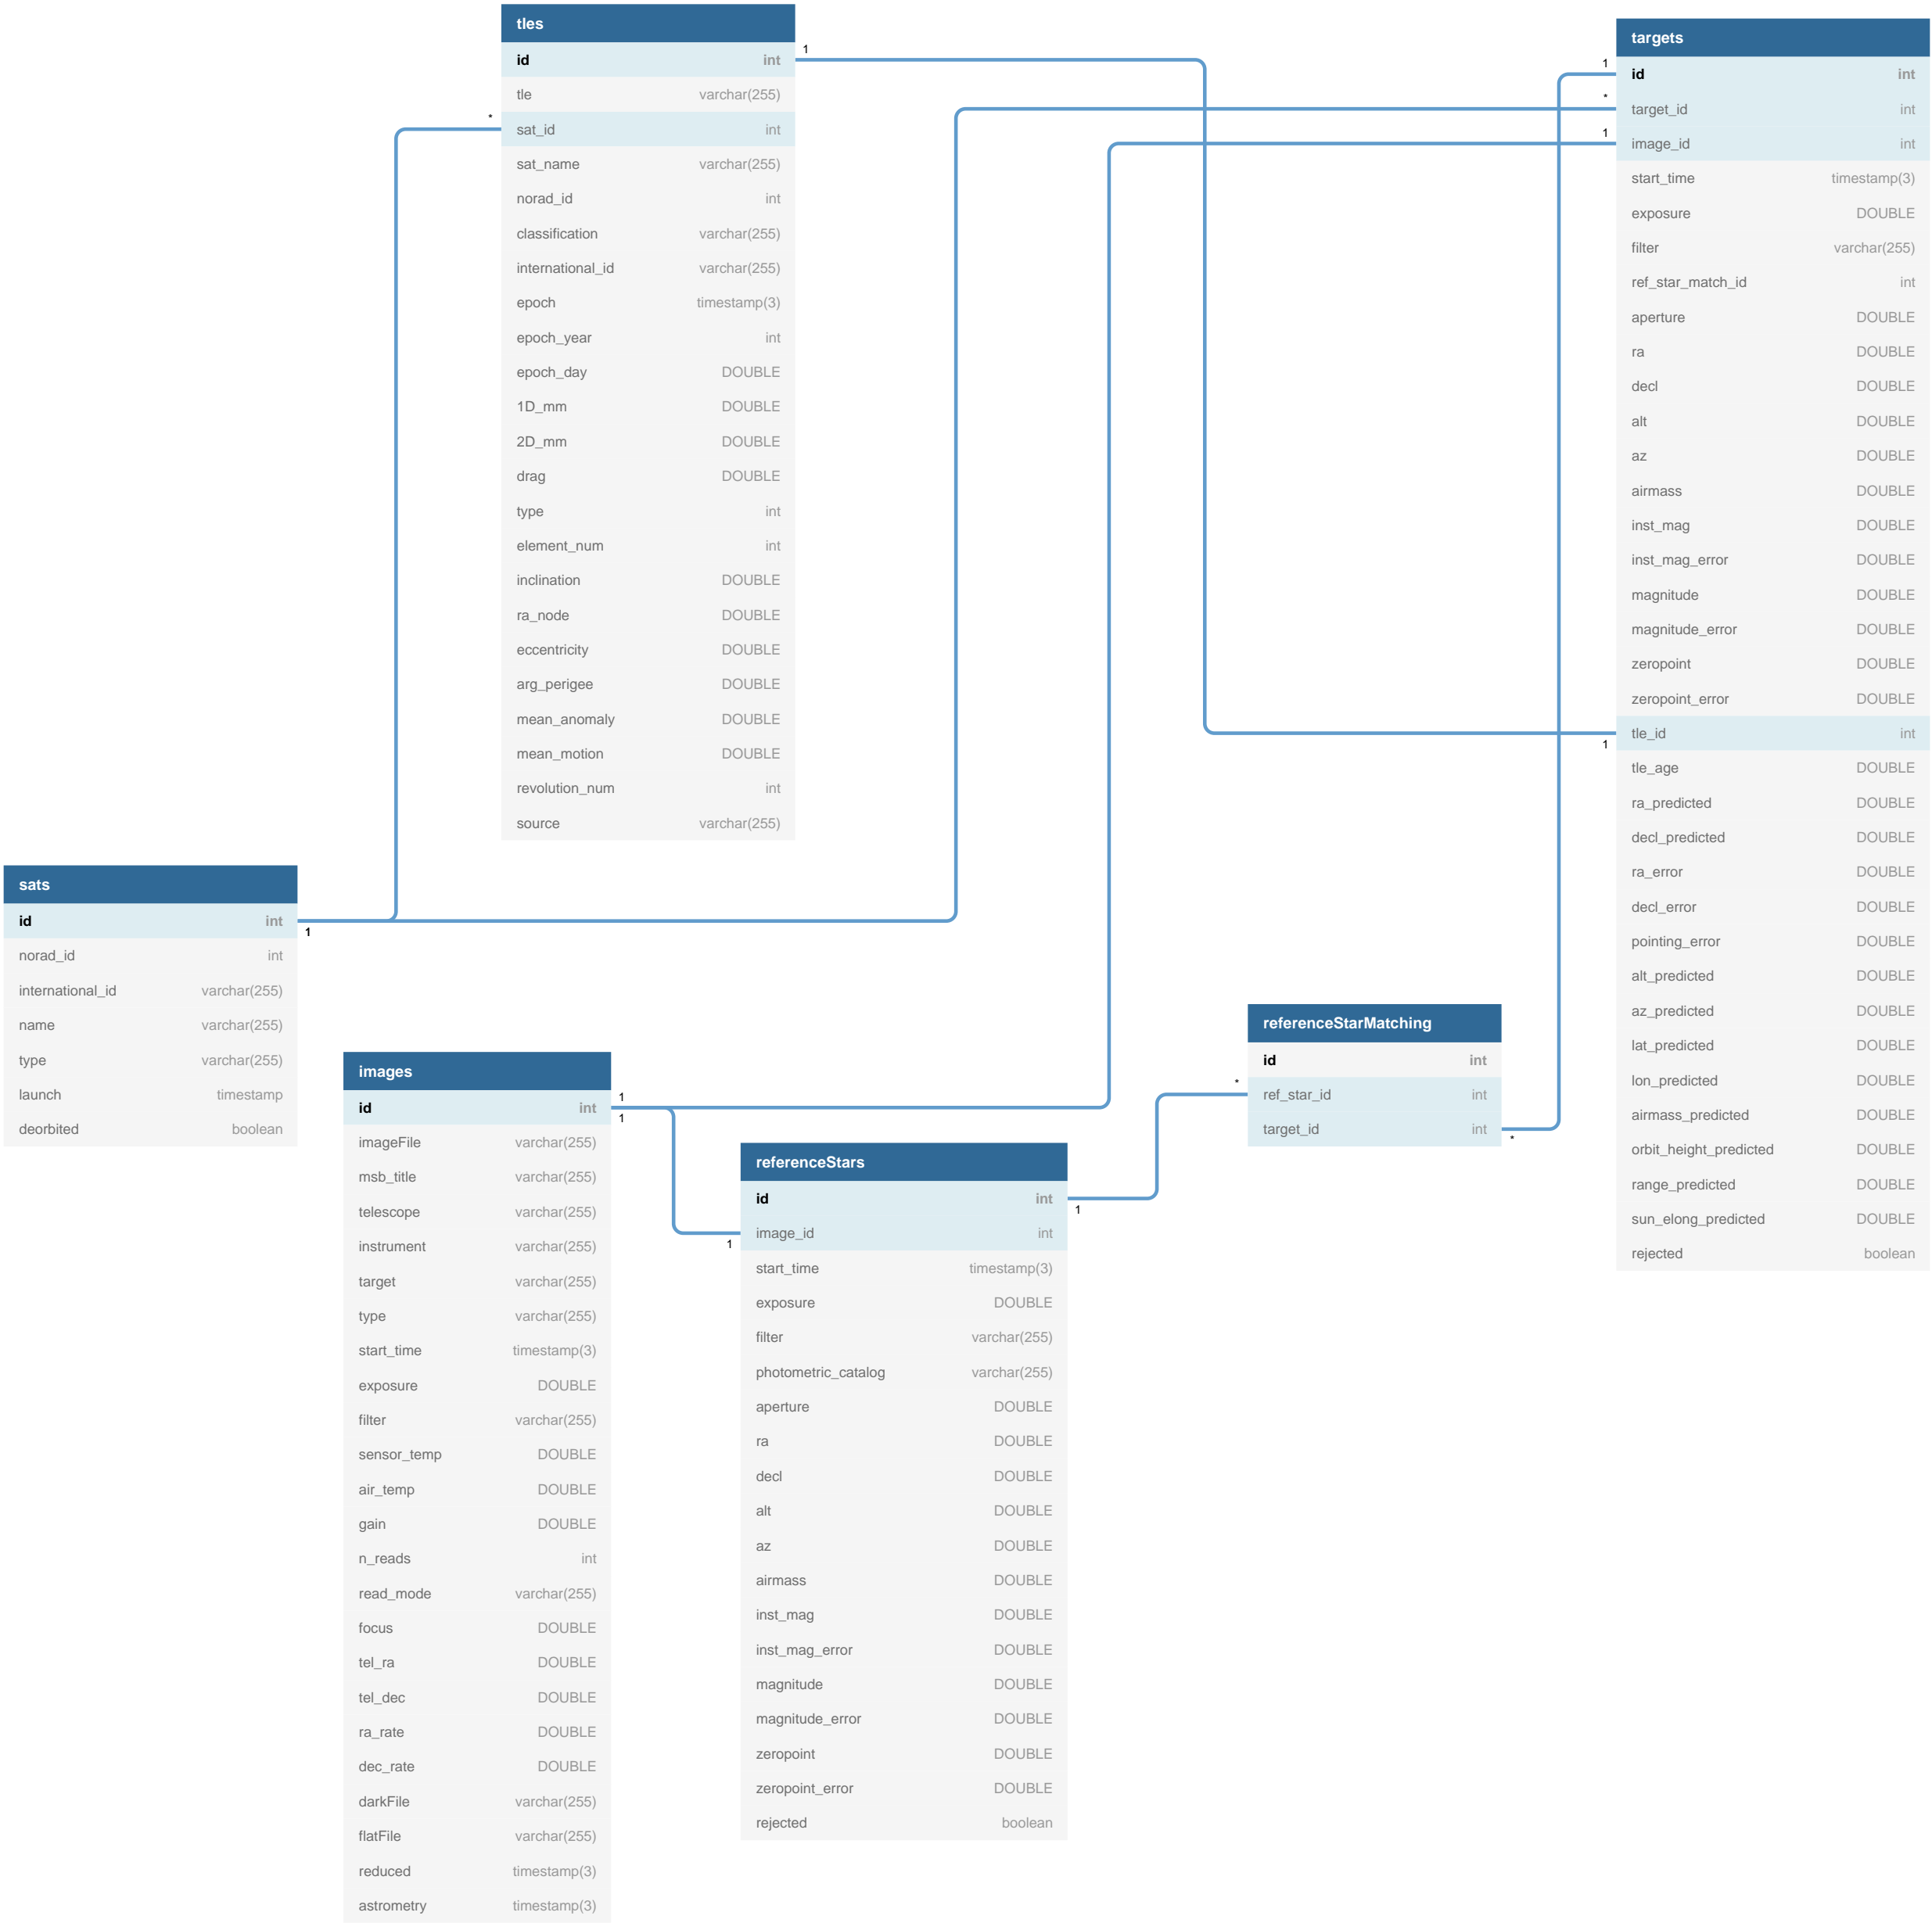 tles
id int
tle varchar(255)
sat_id int
sat_name varchar(255)
norad_id int
classification varchar(255)
international_id varchar(255)
epoch timestamp(3)
epoch_year int
epoch_day DOUBLE
1D_mm DOUBLE
2D_mm DOUBLE
drag DOUBLE
type int
element_num int
inclination DOUBLE
ra_node DOUBLE
eccentricity DOUBLE
arg_perigee DOUBLE
mean_anomaly DOUBLE
mean_motion DOUBLE
revolution_num int
source varchar(255)
1
*
targets
1
id int
*
target_id int
1
image_id int
start_time timestamp(3)
exposure DOUBLE
filter varchar(255)
ref_star_match_id int
aperture DOUBLE
ra DOUBLE
decl DOUBLE
alt DOUBLE
az DOUBLE
airmass DOUBLE
inst_mag DOUBLE
inst_mag_error DOUBLE
magnitude DOUBLE
magnitude_error DOUBLE
zeropoint DOUBLE
zeropoint_error DOUBLE
tle_id int
1
tle_age DOUBLE
ra_predicted DOUBLE
decl_predicted DOUBLE
ra_error DOUBLE
decl_error DOUBLE
pointing_error DOUBLE
alt_predicted DOUBLE
az_predicted DOUBLE
lat_predicted DOUBLE
lon_predicted DOUBLE
airmass_predicted DOUBLE
orbit_height_predicted DOUBLE
range_predicted DOUBLE
sun_elong_predicted DOUBLE
rejected boolean
sats
id int
1
norad_id int
international_id varchar(255)
name varchar(255)
type varchar(255)
launch timestamp
deorbited boolean
images
1
id int
1
imageFile varchar(255)
msb_title varchar(255)
telescope varchar(255)
instrument varchar(255)
target varchar(255)
type varchar(255)
start_time timestamp(3)
exposure DOUBLE
filter varchar(255)
sensor_temp DOUBLE
air_temp DOUBLE
gain DOUBLE
n_reads int
read_mode varchar(255)
focus DOUBLE
tel_ra DOUBLE
tel_dec DOUBLE
ra_rate DOUBLE
dec_rate DOUBLE
darkFile varchar(255)
flatFile varchar(255)
reduced timestamp(3)
astrometry timestamp(3)
referenceStars
id int
1
image_id int
1
start_time timestamp(3)
exposure DOUBLE
filter varchar(255)
photometric_catalog varchar(255)
aperture DOUBLE
ra DOUBLE
decl DOUBLE
alt DOUBLE
az DOUBLE
airmass DOUBLE
inst_mag DOUBLE
inst_mag_error DOUBLE
magnitude DOUBLE
magnitude_error DOUBLE
zeropoint DOUBLE
zeropoint_error DOUBLE
rejected boolean
referenceStarMatching
id int
*
ref_star_id int
target_id int
*